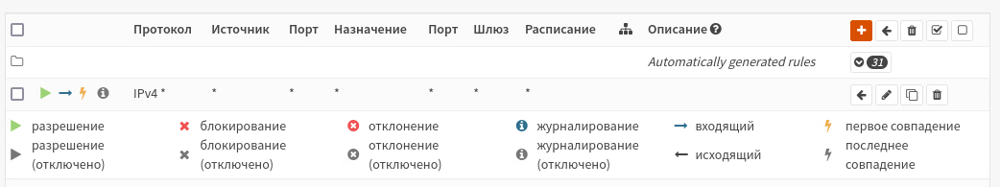 Протокол Источник Порт Назначение Порт Шлюз Расписание Описание
Automatically generated rules 31
IPv4 * * * * * * *
разрешение блокирование отклонение журналирование входящий первое совпадение
разрешение (отключено) блокирование (отключено) отклонение (отключено) журналирование (отключено) исходящий последнее совпадение